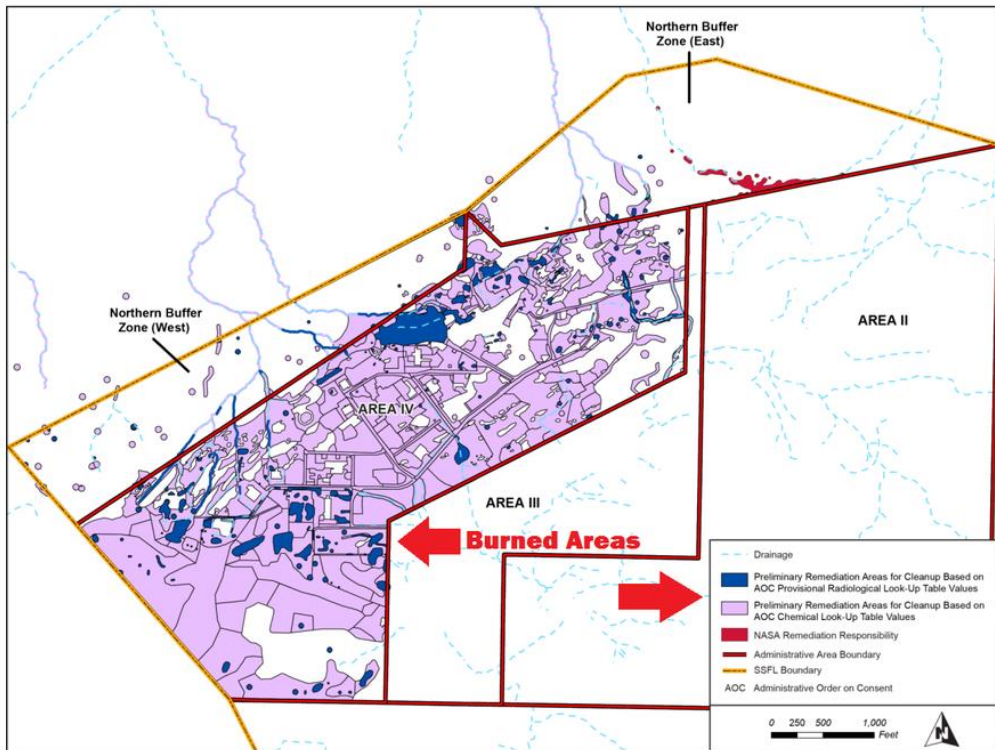 Northern Buffer
Zone (East)
Northern Buffer
Zone (West)
AREA II
AREA IV
AREA III
Burned Areas
Drainage
Preliminary Remediation Areas for Cleanup Based on
AOC Provisional Radiological Look-Up Table Values
Preliminary Remediation Areas for Cleanup Based on
AOC Chemical Look-Up Table Values
NASA Remediation Responsibility
Administrative Area Boundary
SSFL Boundary
AOC Administrative Order on Consent
0 250 500 1,000
Feet
N